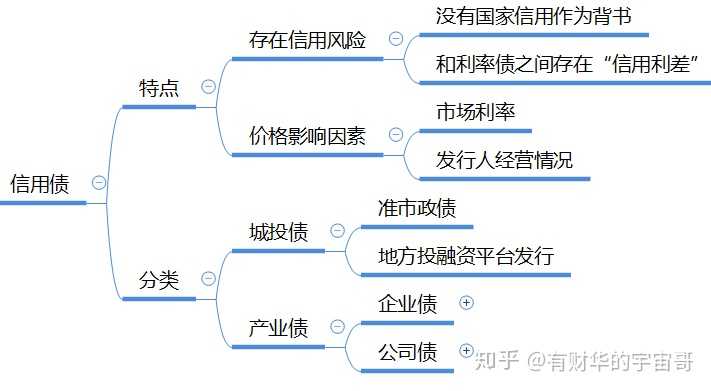 信用债
特点
存在信用风险
没有国家信用作为背书
和利率债之间存在“信用利差”
价格影响因素
市场利率
发行人经营情况
分类
城投债
准市政债
地方投融资平台发行
产业债
企业债
公司债
知乎 @有财华的宇宙哥